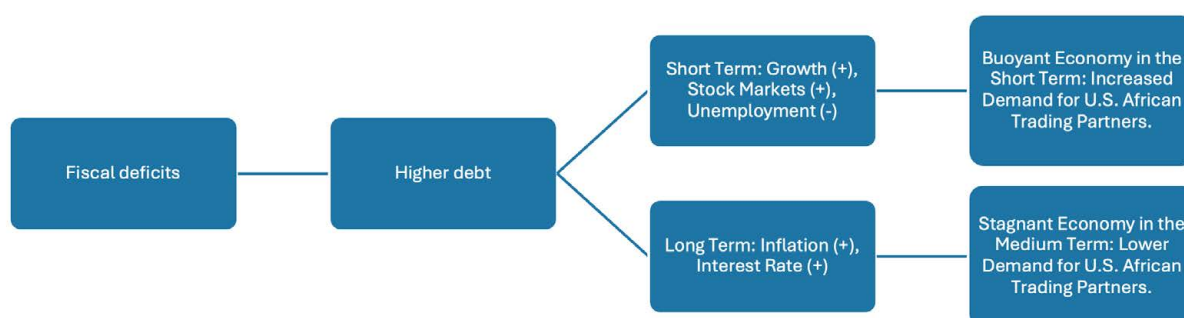 Fiscal deficits
Higher debt
Short Term: Growth (+),
Stock Markets (+),
Unemployment (-)
Buoyant Economy in the
Short Term: Increased
Demand for U.S. African
Trading Partners.
Long Term: Inflation (+),
Interest Rate (+)
Stagnant Economy in the
Medium Term: Lower
Demand for U.S. African
Trading Partners.